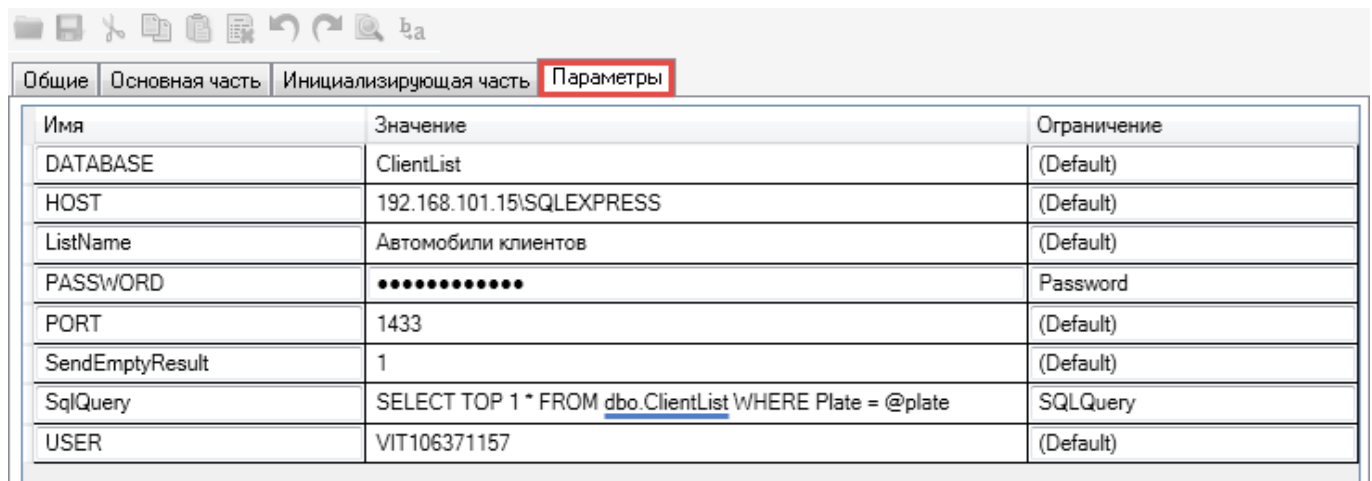 Общие Основная часть Инициализирующая часть Параметры
Имя Значение Ограничение
DATABASE ClientList (Default)
HOST 192.168.101.15\SQLEXPRESS (Default)
ListName Автомобили клиентов (Default)
PASSWORD ●●●●●●●●●●●● Password
PORT 1433 (Default)
SendEmptyResult 1 (Default)
SqlQuery SELECT TOP 1 * FROM dbo.ClientList WHERE Plate = @plate SQLQuery
USER VIT106371157 (Default)